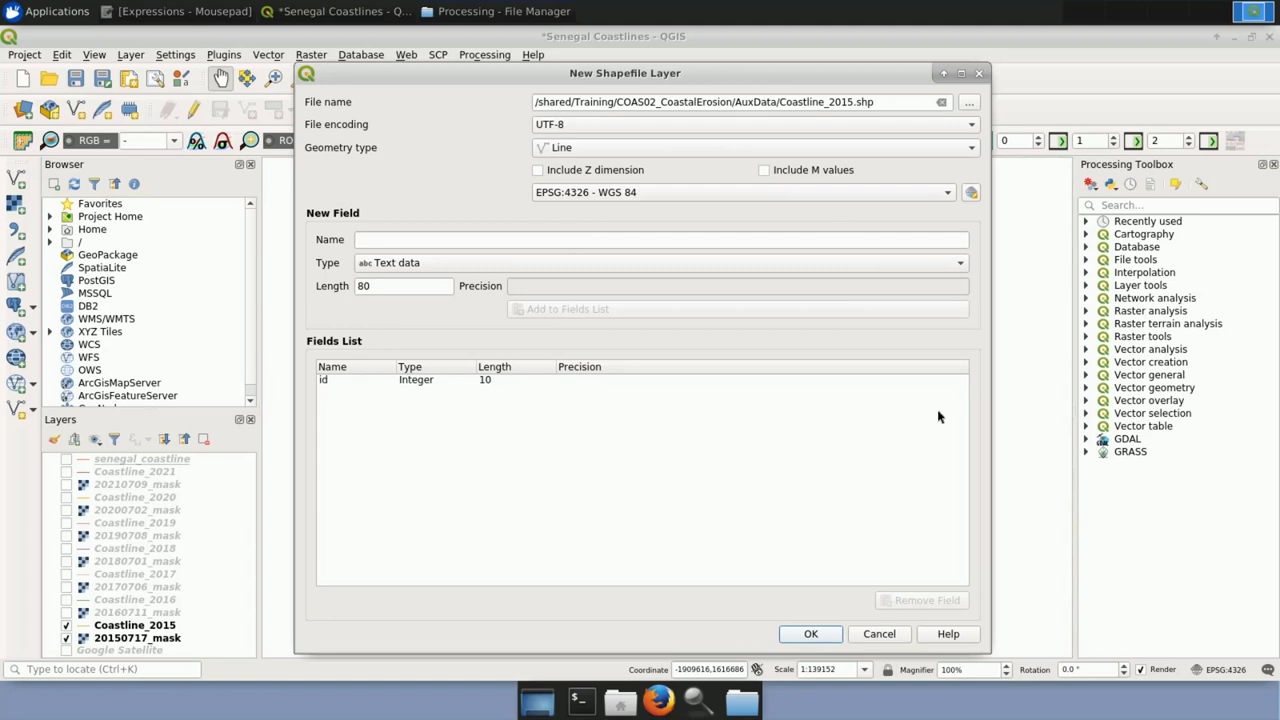 Applications
[Expressions - Mousepad]
*Senegal Coastlines - Q...
Processing - File Manager
*Senegal Coastlines - QGIS
Project Edit View Layer Settings Plugins Vector Raster Database Web SCP Processing Help
RGB = -
RO
0 1 2
Browser
Favorites
Project Home
Home
/
GeoPackage
SpatiaLite
PostGIS
MSSQL
DB2
WMS/WMTS
XYZ Tiles
WCS
WFS
OWS
ArcGisMapServer
ArcGisFeatureServer
Layers
senegal_coastline
Coastline_2021
20210709_mask
Coastline_2020
20200702_mask
Coastline_2019
20190708_mask
Coastline_2018
20180701_mask
Coastline_2017
20170706_mask
Coastline_2016
20160711_mask
Coastline_2015
20150717_mask
Google Satellite
New Shapefile Layer
File name /shared/Training/COAS02_CoastalErosion/AuxData/Coastline_2015.shp ...
File encoding UTF-8
Geometry type Line
Include Z dimension Include M values
EPSG:4326 - WGS 84
New Field
Name
Type abc Text data
Length 80 Precision
Add to Fields List
Fields List
Name Type Length Precision
id Integer 10
Remove Field
OK Cancel Help
Processing Toolbox
Search...
Recently used
Cartography
Database
File tools
Interpolation
Layer tools
Network analysis
Raster analysis
Raster terrain analysis
Raster tools
Vector analysis
Vector creation
Vector general
Vector geometry
Vector overlay
Vector selection
Vector table
GDAL
GRASS
Type to locate (Ctrl+K)
Coordinate -1909616,1616686 Scale 1:139152 Magnifier 100% Rotation 0.0 ° Render EPSG:4326